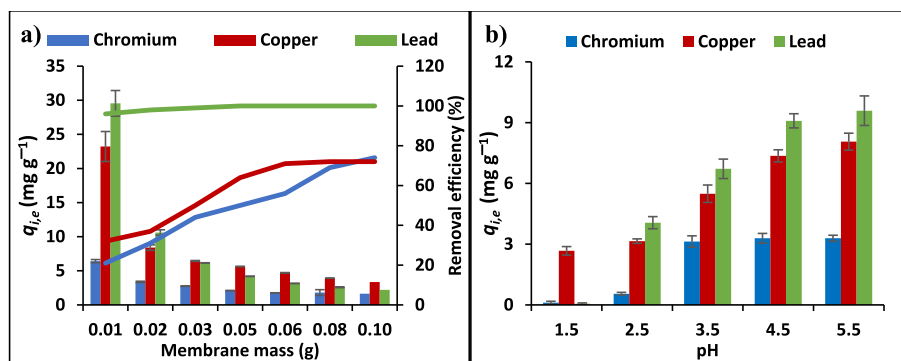 a)
Chromium Copper Lead
35 30 25 20 15 10 5 0
q_{i,e} (mg g⁻¹)
120 100 80 60 40 20 0
Removal efficiency (%)
0.01 0.02 0.03 0.05 0.06 0.08 0.10
Membrane mass (g)
b)
Chromium Copper Lead
12 9 6 3 0
q_{i,e} (mg g⁻¹)
1.5 2.5 3.5 4.5 5.5
pH